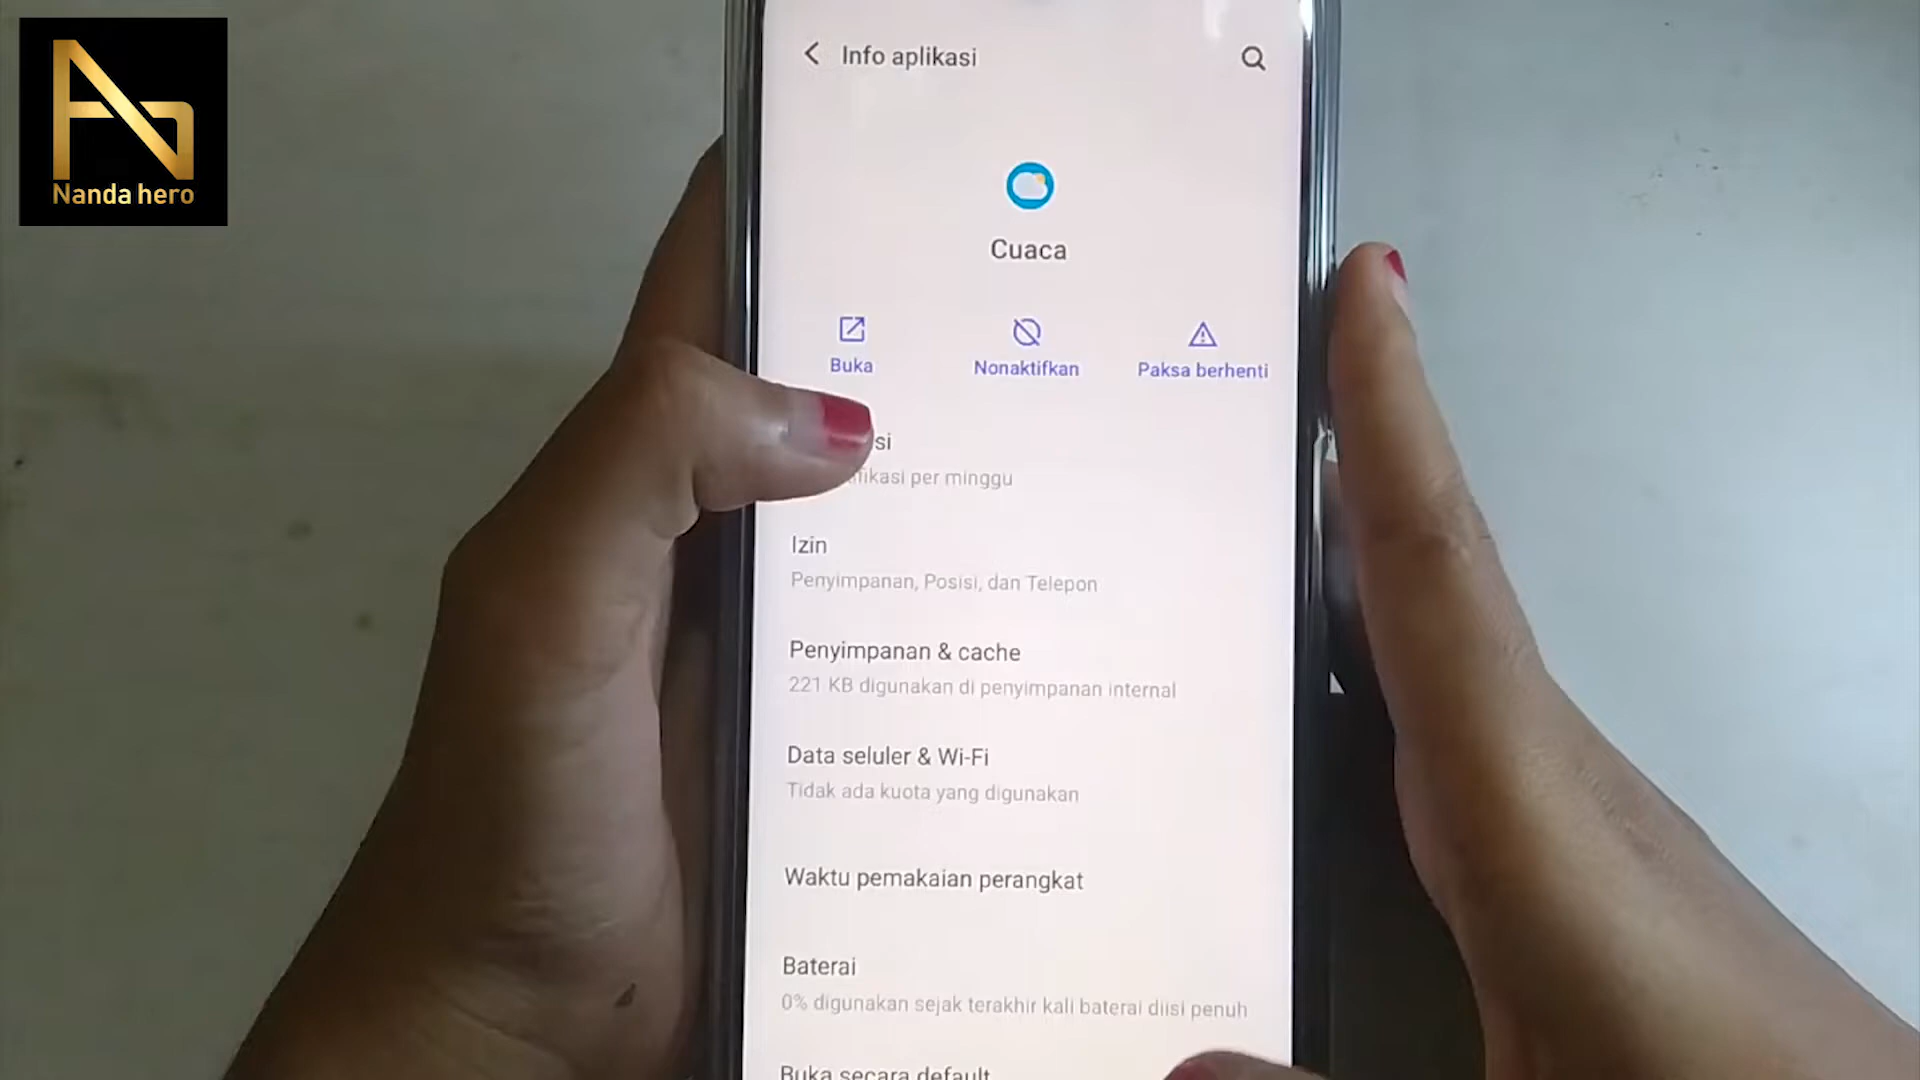 Nanda hero
Info aplikasi
Cuaca
Buka
Nonaktifkan
Paksa berhenti
per minggu
Izin
Penyimpanan, Posisi, dan Telepon
Penyimpanan & cache
221 KB digunakan di penyimpanan internal
Data seluler & Wi-Fi
Tidak ada kuota yang digunakan
Waktu pemakaian perangkat
Baterai
0% digunakan sejak terakhir kali baterai diisi penuh
Buka secara default